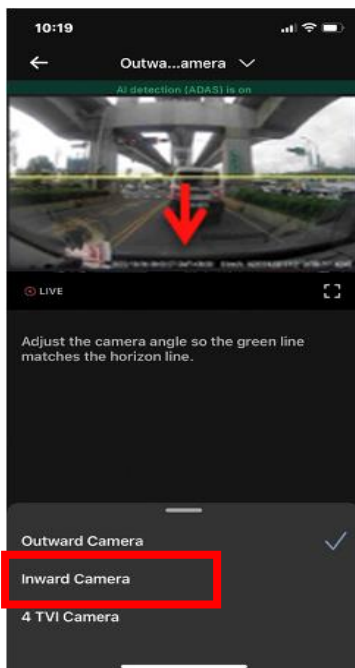 10:19
Outwa...amera
AI detection (ADAS) is on
LIVE
Adjust the camera angle so the green line
matches the horizon line.
Outward Camera
Inward Camera
4 TVI Camera